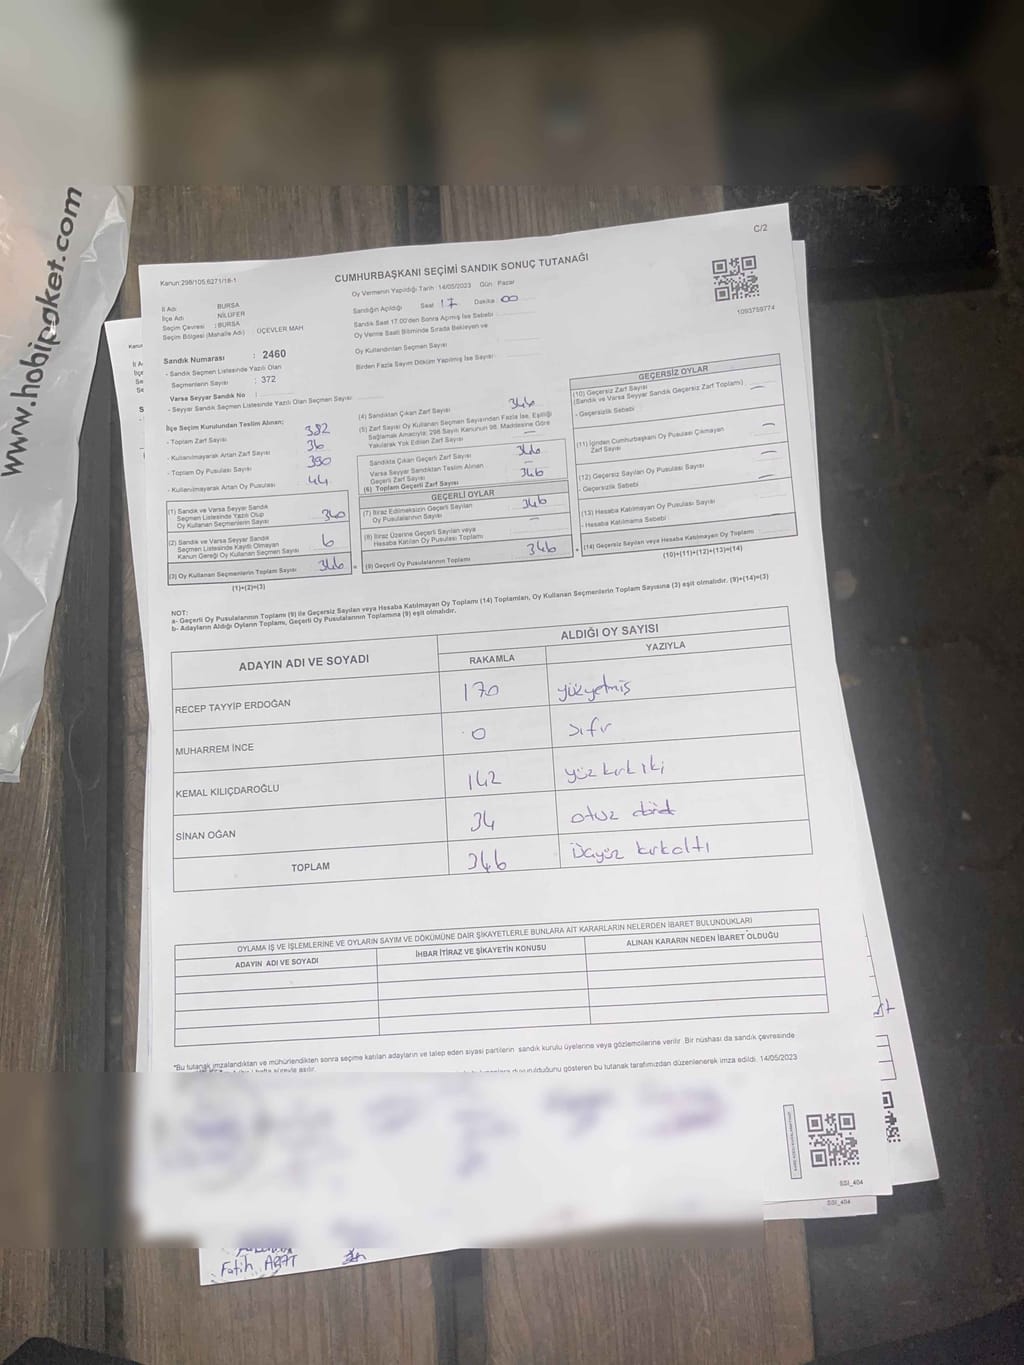 www.hobipaket.com
C/2
Kanun:298/105;6271/18-1
CUMHURBAŞKANI SEÇİMİ SANDIK SONUÇ TUTANAĞI
İl Adı BURSA
İlçe Adı NİLÜFER
Seçim Çevresi : BURSA
Seçim Bölgesi (Mahalle Adı) : ÜÇEVLER MAH
Sandık Numarası : 2460
- Sandık Seçmen Listesinde Yazılı Olan
Seçmenlerin Sayısı : 372
Varsa Seyyar Sandık No
- Seyyar Sandık Seçmen Listesinde Yazılı Olan Seçmen Sayısı
Oy Vermenin Yapıldığı Tarih :14/05/2023 Gün : Pazar
Sandığın Açıldığı Saat 17 Dakika 00
Sandık Saat 17.00'den Sonra Açılmış İse Sebebi
Oy Verme Saati Bitiminde Sırada Bekleyen ve
Oy Kullandırılan Seçmen Sayısı
Birden Fazla Sayım Döküm Yapılmış İse Sayısı
1093759774
İlçe Seçim Kurulundan Teslim Alınan;
- Toplam Zarf Sayısı 382
- Kullanılmayarak Artan Zarf Sayısı 36
- Toplam Oy Pusulası Sayısı 390
- Kullanılmayarak Artan Oy Pusulası 44
(1) Sandık ve Varsa Seyyar Sandık
Seçmen Listesinde Yazılı Olup
Oy Kullanan Seçmenlerin Sayısı 340
(2) Sandık ve Varsa Seyyar Sandık
Seçmen Listesinde Kayıtlı Olmayan
Kanun Gereği Oy Kullanan Seçmen Sayısı 6
(3) Oy Kullanan Seçmenlerin Toplam Sayısı 346
(1)+(2)=(3)
(4) Sandıktan Çıkan Zarf Sayısı 346
(5) Zarf Sayısı Oy Kullanan Seçmen Sayısından Fazla İse, Eşitliği
Sağlamak Amacıyla; 298 Sayılı Kanunun 98. Maddesine Göre
Yakılarak Yok Edilen Zarf Sayısı –
Sandıkta Çıkan Geçerli Zarf Sayısı 346
Varsa Seyyar Sandıktan Teslim Alınan
Geçerli Zarf Sayısı –
(6) Toplam Geçerli Zarf Sayısı 346
GEÇERLİ OYLAR
(7) İtiraz Edilmeksizin Geçerli Sayılan
Oy Pusulalarının Sayısı 346
(8) İtiraz Üzerine Geçerli Sayılan veya
Hesaba Katılan Oy Pusulası Toplamı –
(9) Geçerli Oy Pusulalarının Toplamı 346
GEÇERSİZ OYLAR
(10) Geçersiz Zarf Sayısı
(Sandık ve Varsa Seyyar Sandık Geçersiz Zarf Toplamı) –
- Geçersizlik Sebebi
(11) İçinden Cumhurbaşkanı Oy Pusulası Çıkmayan
Zarf Sayısı –
(12) Geçersiz Sayılan Oy Pusulası Sayısı –
- Geçersizlik Sebebi
(13) Hesaba Katılmayan Oy Pusulası Sayısı –
- Hesaba Katılmama Sebebi
(14) Geçersiz Sayılan veya Hesaba Katılmayan Oy Toplamı
(10)+(11)+(12)+(13)=(14)
NOT:
a- Geçerli Oy Pusulalarının Toplamı (9) ile Geçersiz Sayılan veya Hesaba Katılmayan Oy Toplamı (14) Toplamları, Oy Kullanan Seçmenlerin Toplam Sayısına (3) eşit olmalıdır. (9)+(14)=(3)
b- Adayların Aldığı Oyların Toplamı, Geçerli Oy Pusulalarının Toplamına (9) eşit olmalıdır.
ADAYIN ADI VE SOYADI ALDIĞI OY SAYISI
RAKAMLA YAZIYLA
RECEP TAYYİP ERDOĞAN 170 yüzyetmiş
MUHARREM İNCE 0 sıfır
KEMAL KILIÇDAROĞLU 142 yüz kırk iki
SİNAN OĞAN 34 otuz dört
TOPLAM 346 Üçyüz kırkaltı
OYLAMA İŞ VE İŞLEMLERİNE VE OYLARIN SAYIM VE DÖKÜMÜNE DAİR ŞİKAYETLERLE BUNLARA AİT KARARLARIN NELERDEN İBARET BULUNDUKLARI
ADAYIN ADI VE SOYADI İHBAR İTİRAZ VE ŞİKAYETİN KONUSU ALINAN KARARIN NEDEN İBARET OLDUĞU
*Bu tutanak imzalandıktan ve mühürlendikten sonra seçime katılan adayların ve talep eden siyasi partilerin sandık kurulu üyelerine veya gözlemcilerine verilir. Bir nüshası da sandık çevresinde
duyurulduğunu gösteren bu tutanak tarafımızdan düzenlenerek imza edildi. 14/05/2023
SSI_404
SSI_404
Fatih